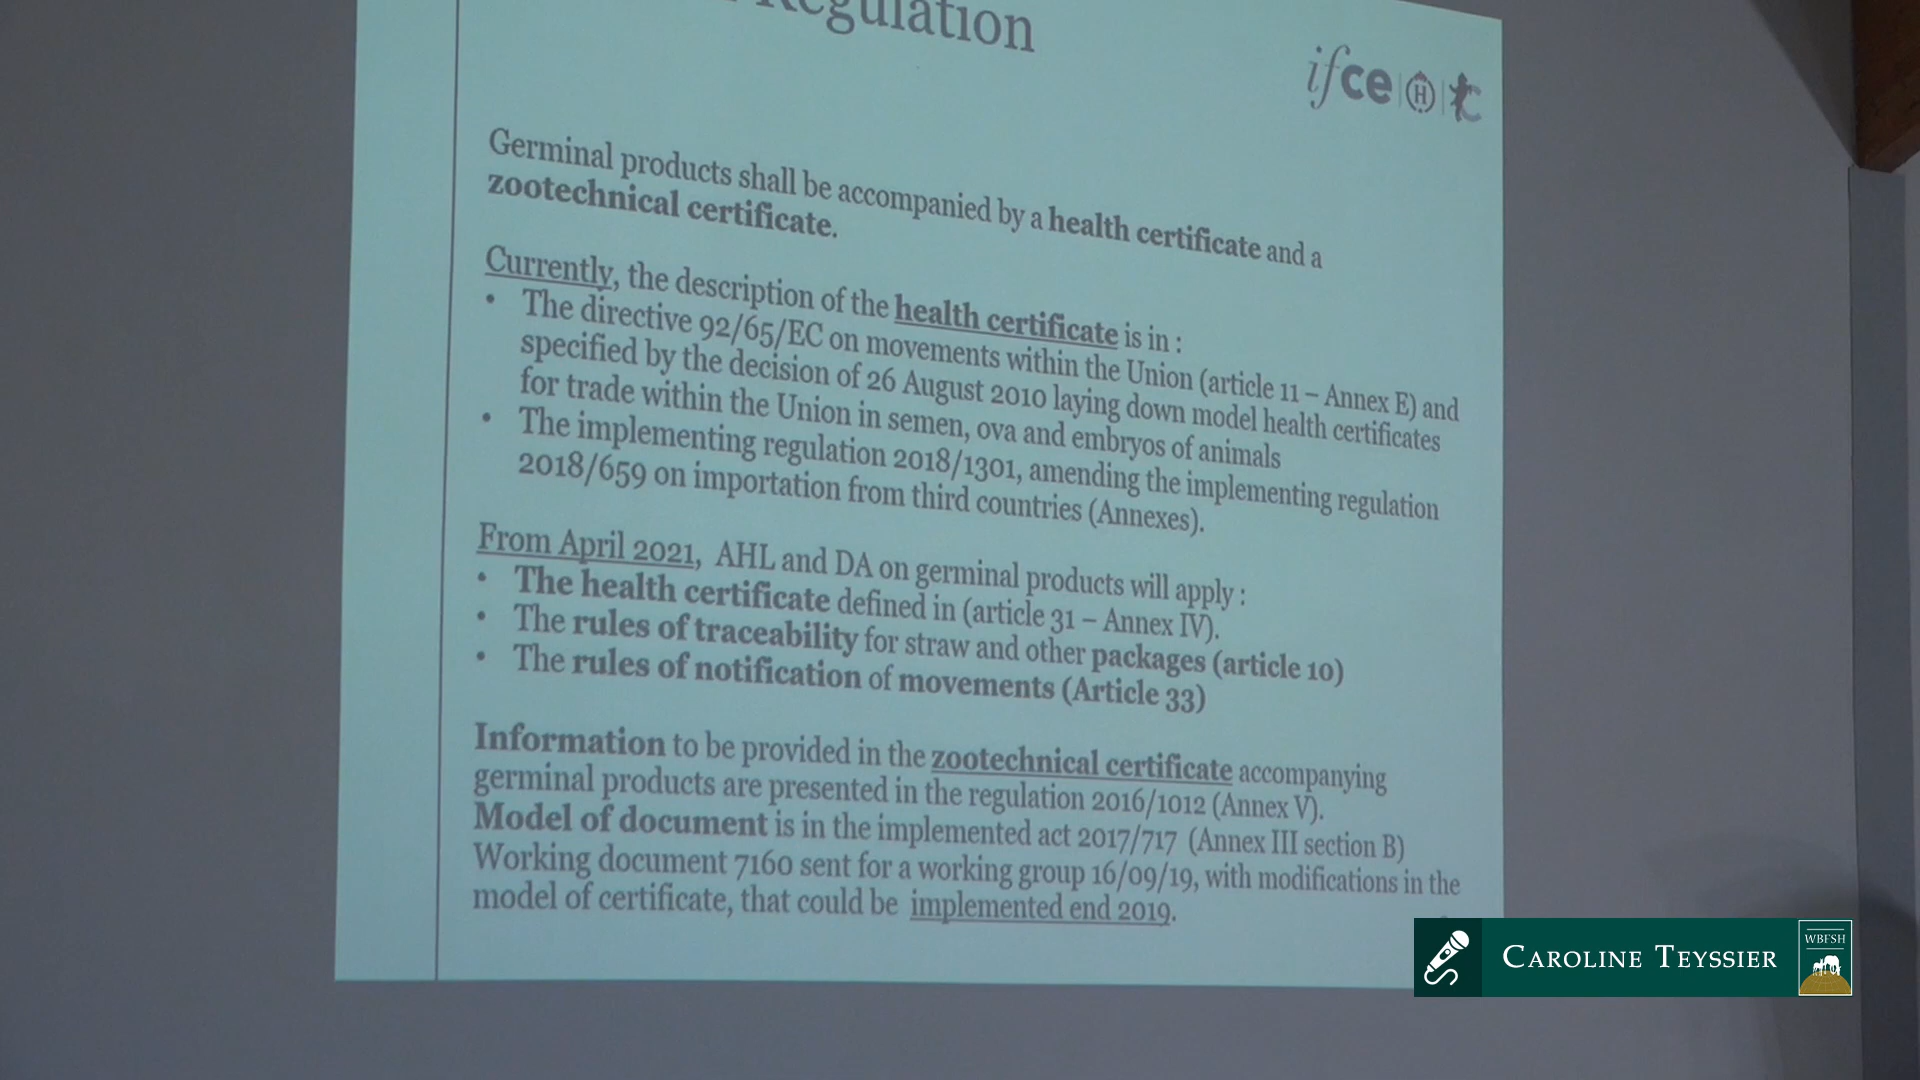 Regulation
ifce
H
Germinal products shall be accompanied by a health certificate and a
zootechnical certificate.
Currently, the description of the health certificate is in :
• The directive 92/65/EC on movements within the Union (article 11 – Annex E) and
specified by the decision of 26 August 2010 laying down model health certificates
for trade within the Union in semen, ova and embryos of animals
• The implementing regulation 2018/1301, amending the implementing regulation
2018/659 on importation from third countries (Annexes).
From April 2021, AHL and DA on germinal products will apply :
• The health certificate defined in (article 31 – Annex IV).
• The rules of traceability for straw and other packages (article 10)
• The rules of notification of movements (Article 33)
Information to be provided in the zootechnical certificate accompanying
germinal products are presented in the regulation 2016/1012 (Annex V).
Model of document is in the implemented act 2017/717 (Annex III section B)
Working document 7160 sent for a working group 16/09/19, with modifications in the
model of certificate, that could be implemented end 2019.
CAROLINE TEYSSIER
WBFSH